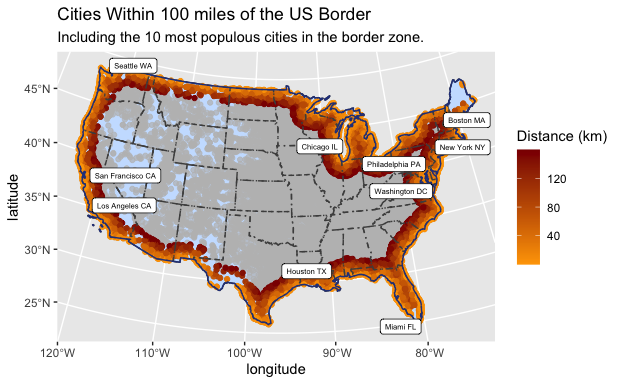 Cities Within 100 miles of the US Border
Including the 10 most populous cities in the border zone.
Seattle WA
45°N
Boston MA
Distance (km)
40°N
Chicago IL
New York NY
Philadelphia PA
120
San Francisco CA
Washington DC
80
35°N
Los Angeles CA
latitude
40
30°N
Houston TX
25°N
Miami FL
120°W
110°W
100°W
90°W
80°W
longitude